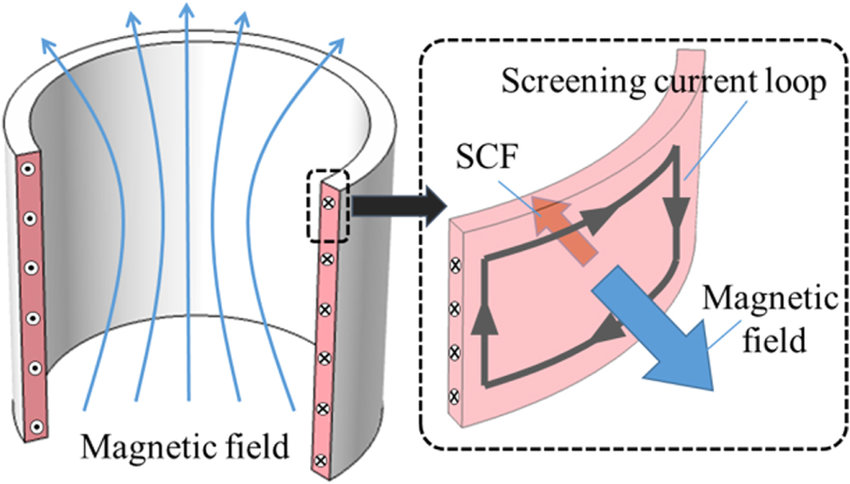 Magnetic field
Screening current loop
SCF
Magnetic
field